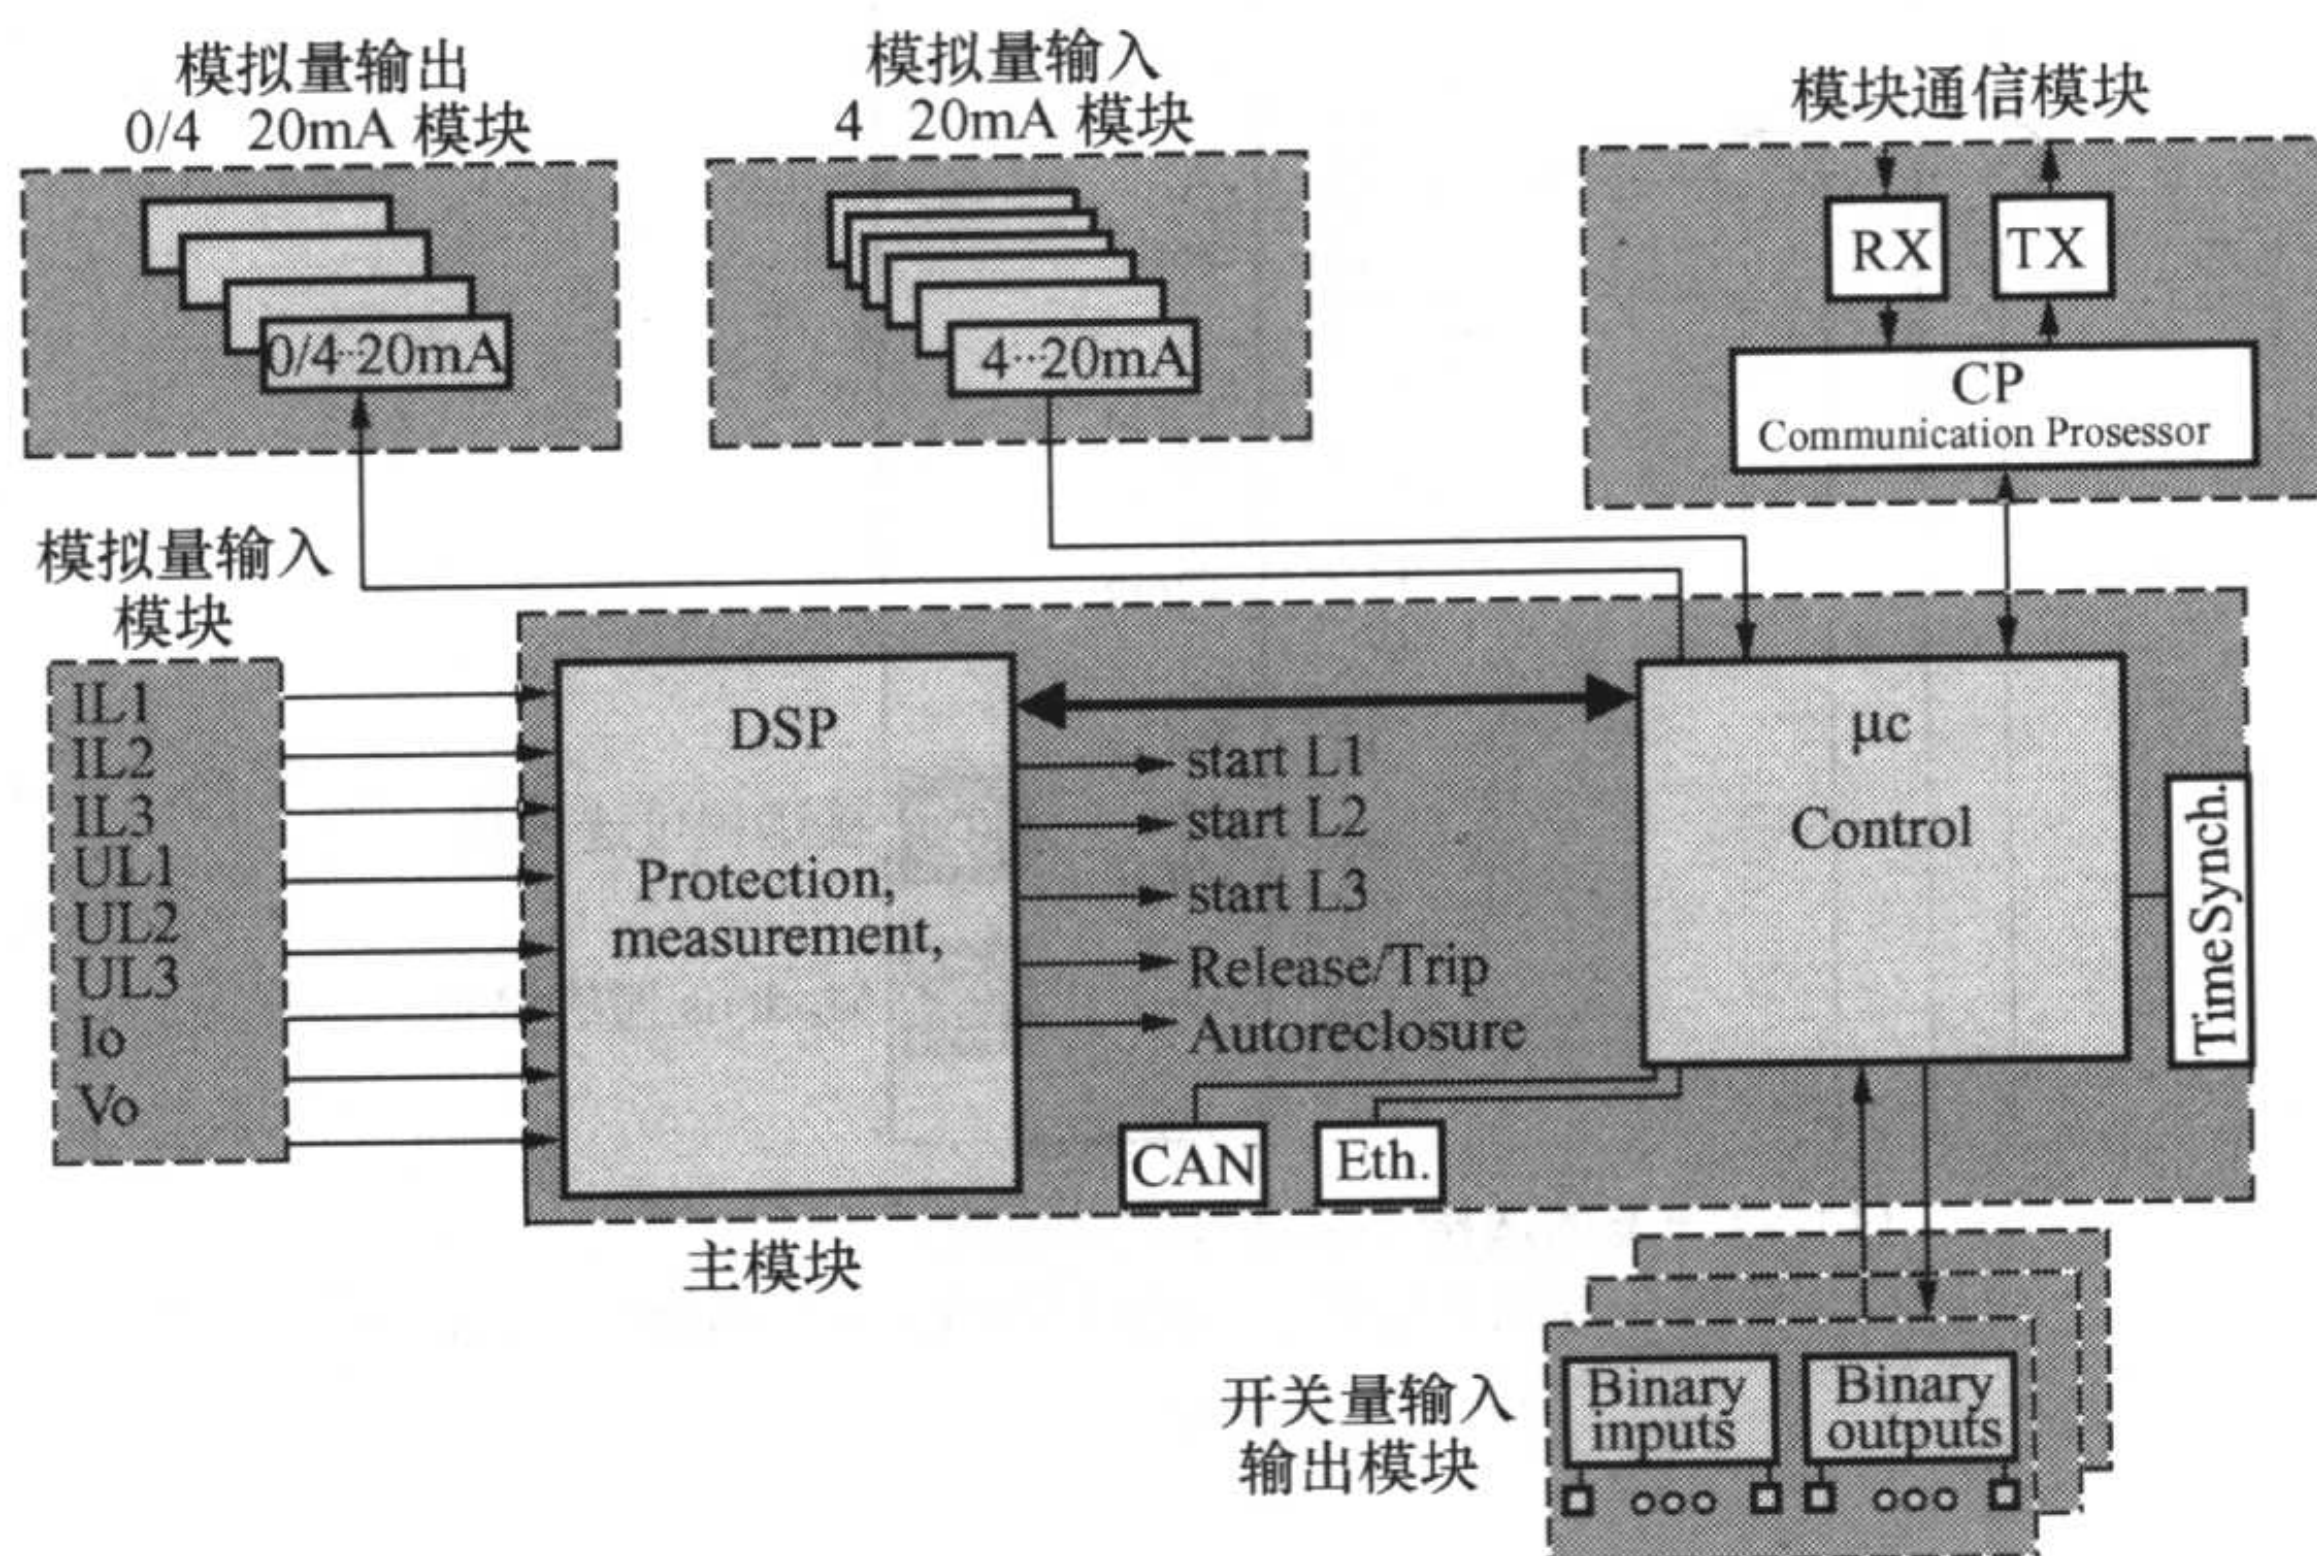 模拟量输出
0/4 20mA 模块
模拟量输入
4 20mA 模块
模块通信模块
0/4···20mA
4···20mA
RX
TX
CP
Communication Prosessor
模拟量输入
模块
IL1
IL2
IL3
UL1
UL2
UL3
Io
Vo
DSP
Protection,
measurement,
start L1
start L2
start L3
Release/Trip
Autoreclosure
μc
Control
TimeSynch.
CAN
Eth.
主模块
开关量输入
输出模块
Binary
inputs
Binary
outputs